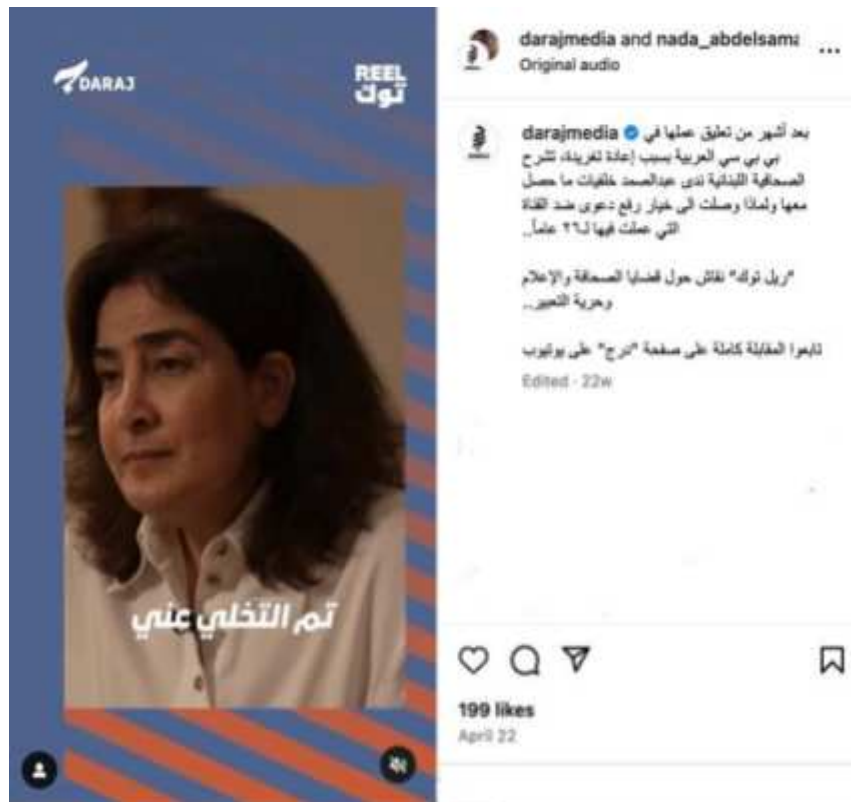 DARAJ
REEL
توك
تم التخلي عني
darajmedia and nada_abdelsama
Original audio
darajmedia بعد أشهر من تعليق عملها في
بي بي سي العربية بسبب إعادة تغريدة، تشرح
الصحافية اللبنانية ندى عبدالصمد خلفيات ما حصل
معها ولماذا وصلت الى خيار رفع دعوى ضد القناة
التي عملت فيها لـ٢٦ عاماً..
"ريل توك" نقاش حول قضايا الصحافة والإعلام
وحرية التعبير..
تابعوا المقابلة كاملة على صفحة "درج" على يوتيوب
Edited · 22w
199 likes
April 22